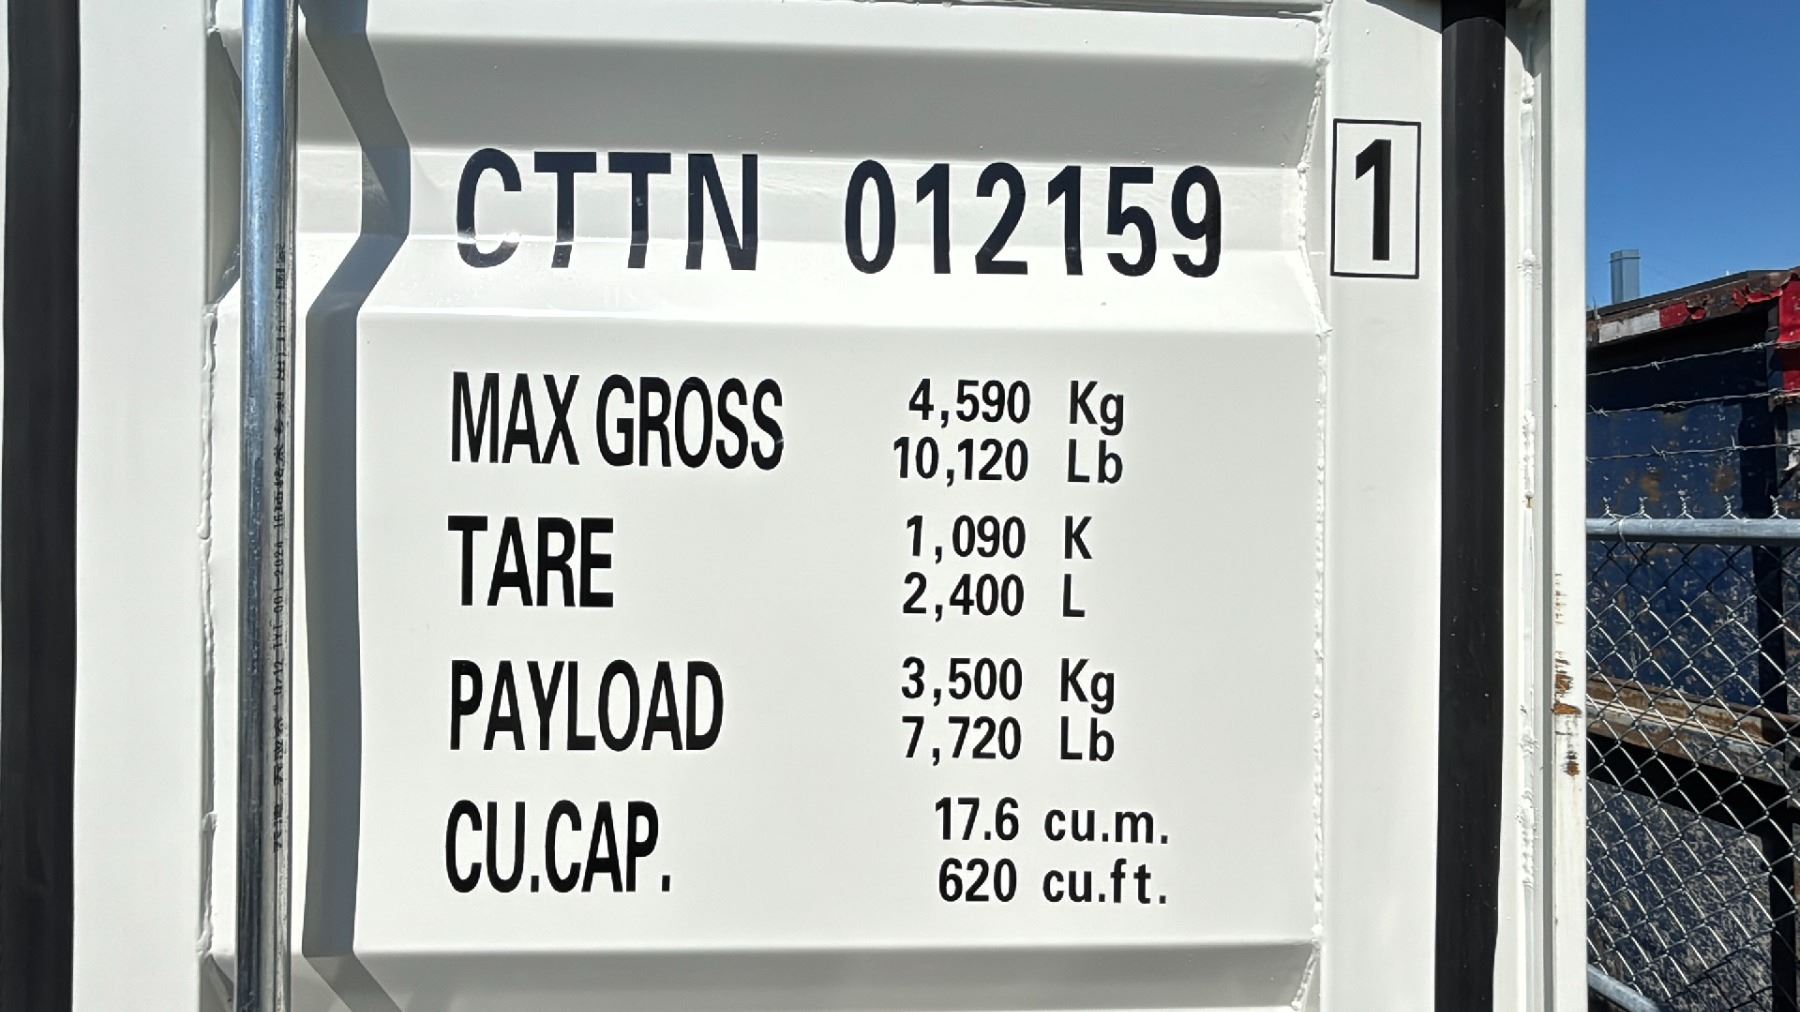 CTTN 012159 1
MAX GROSS 4,590 Kg
10,120 Lb
TARE 1,090 K
2,400 L
PAYLOAD 3,500 Kg
7,720 Lb
CU.CAP. 17.6 cu.m.
620 cu.ft.